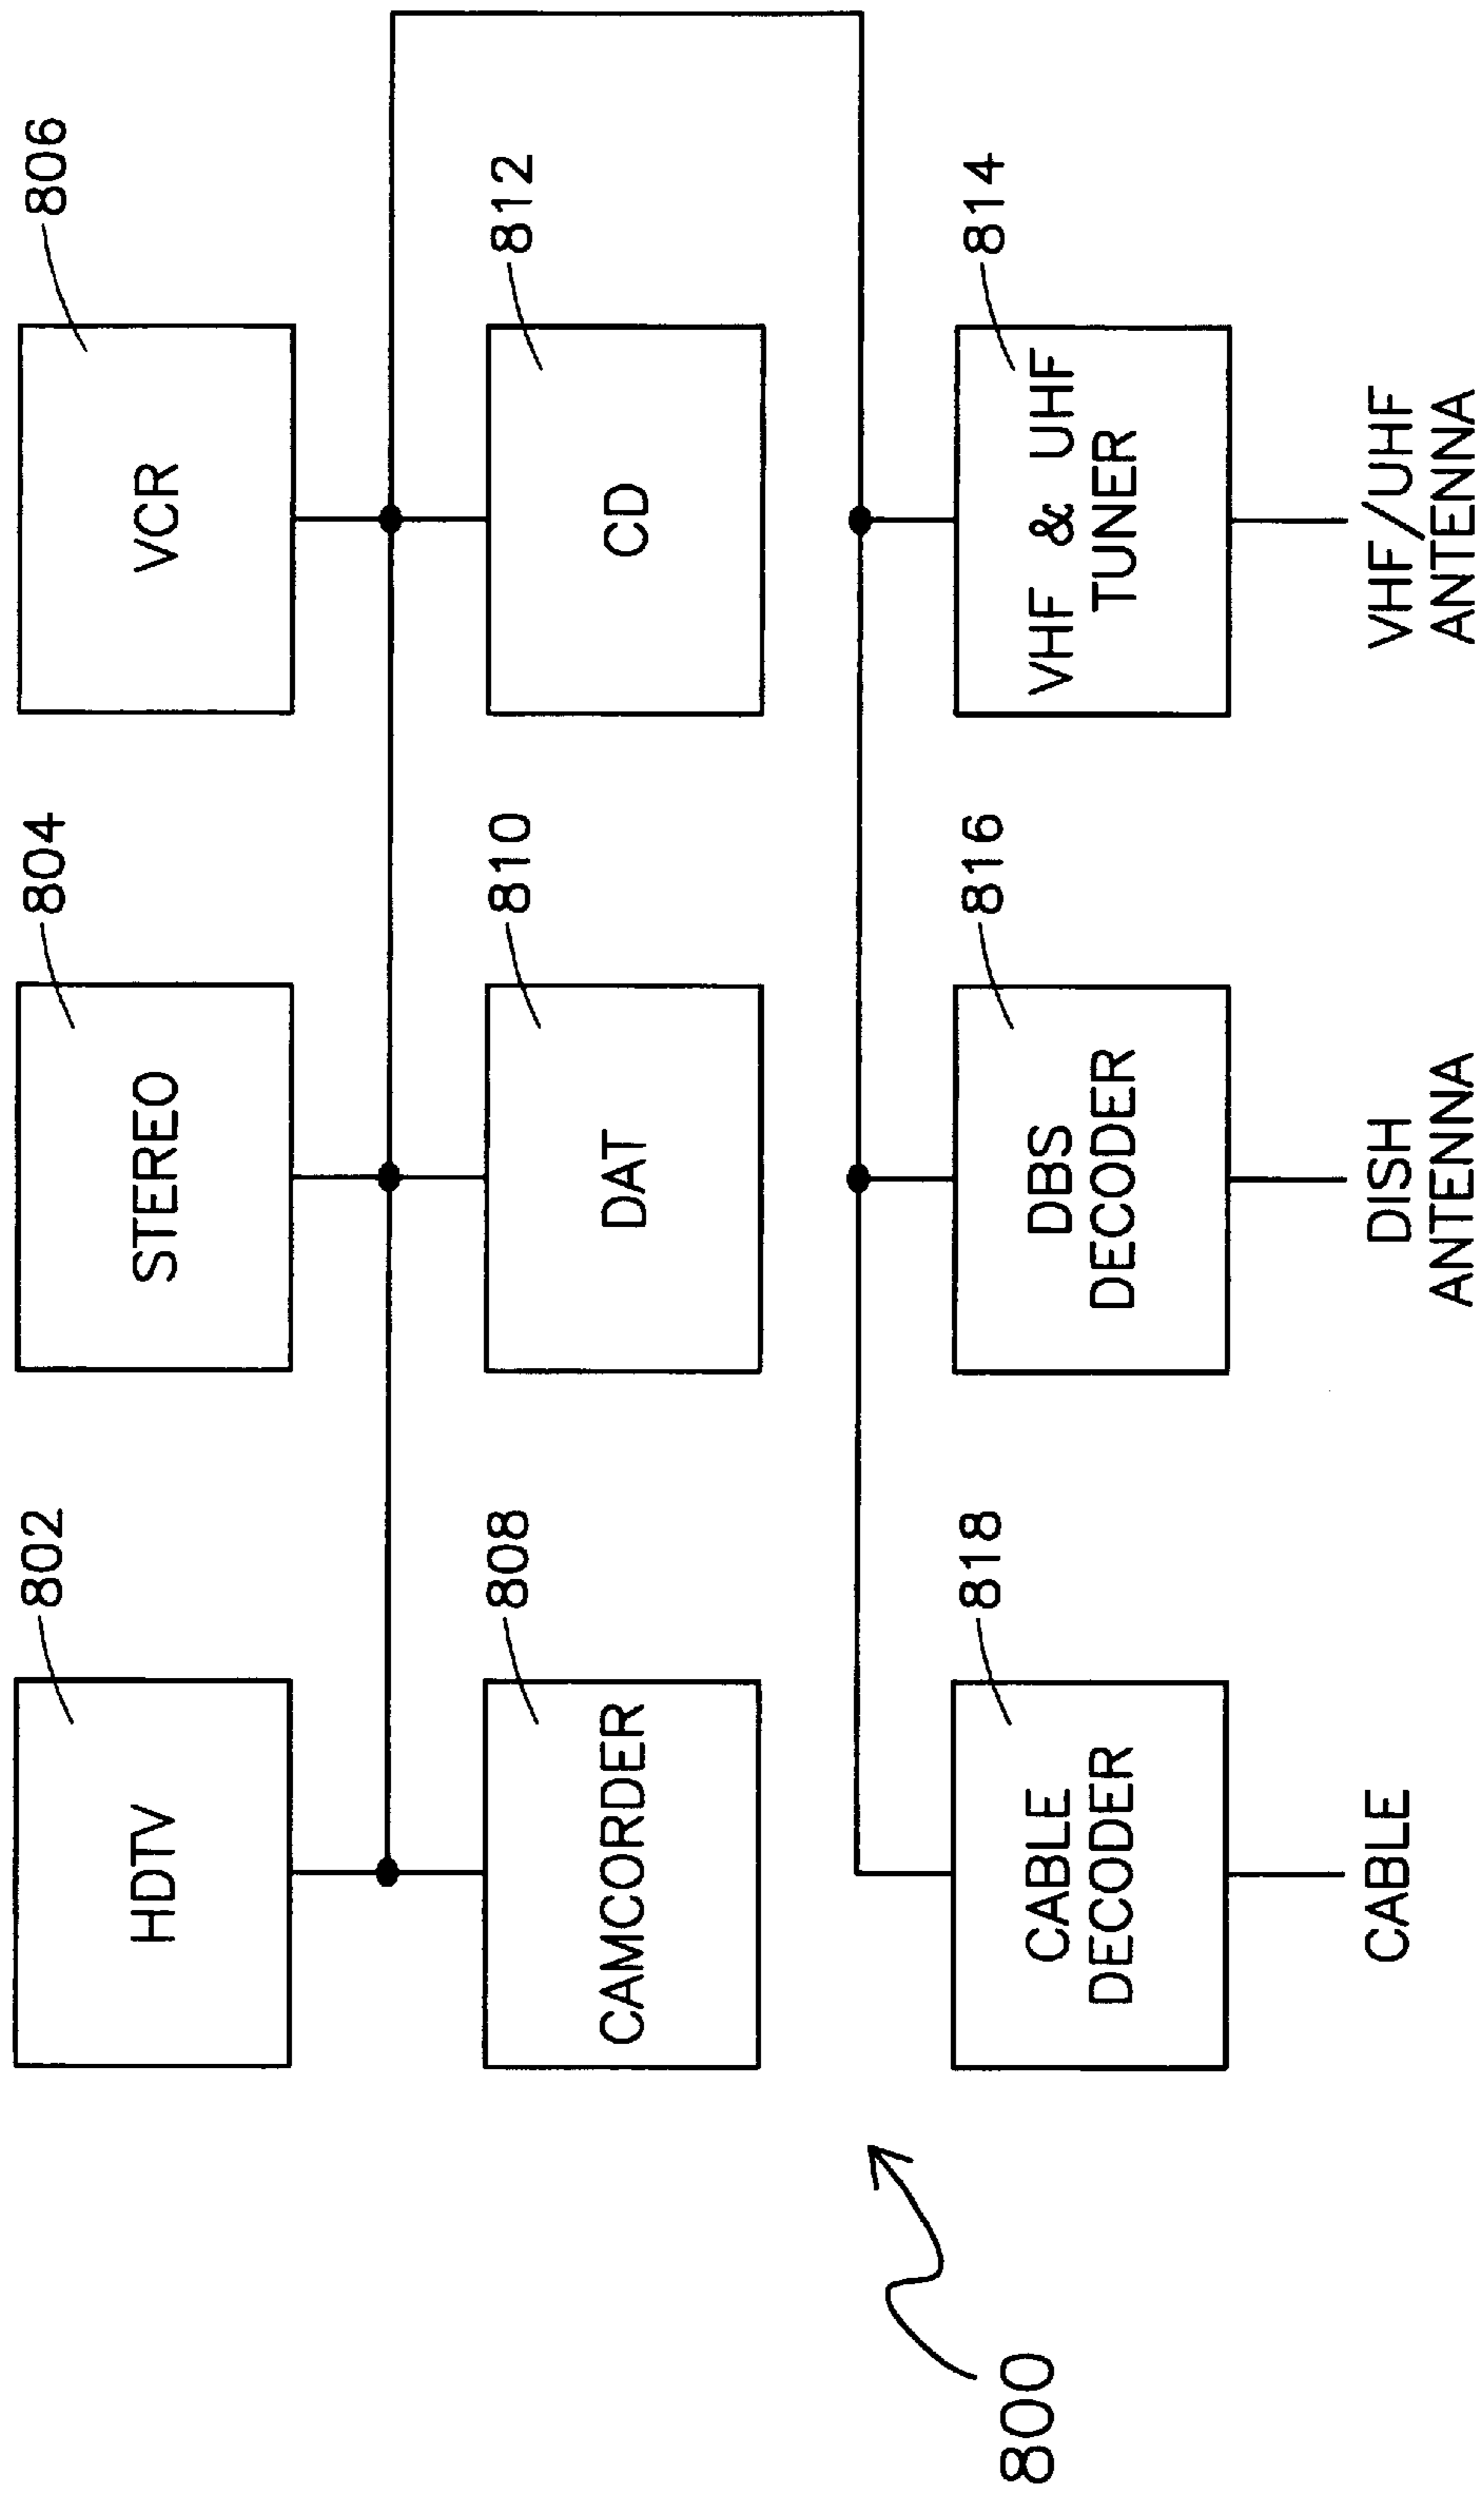 802
804
806
HDTV
STEREO
VCR
808
810
812
CAMCORDER
DAT
CD
818
816
814
CABLE
DECODER
DBS
DECODER
VHF & UHF
TUNER
CABLE
DISH
ANTENNA
VHF/UHF
ANTENNA
800